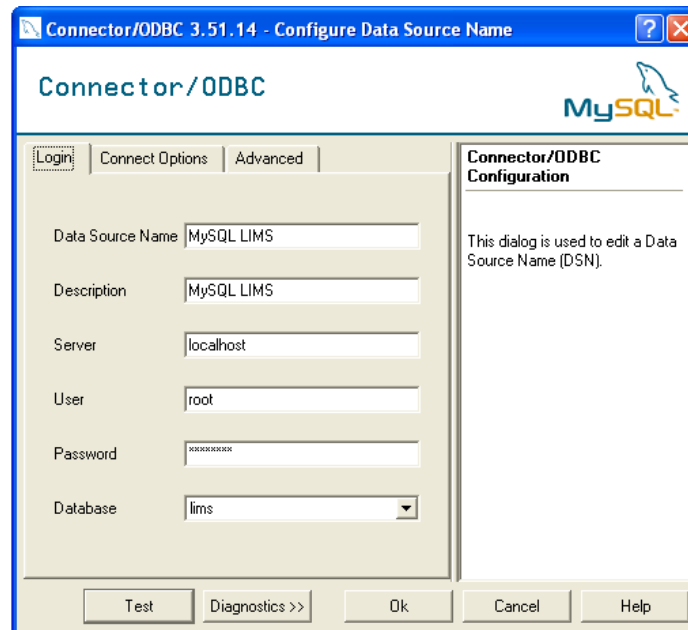 Connector/ODBC 3.51.14 - Configure Data Source Name
Connector/ODBC
MySQL
Login Connect Options Advanced
Data Source Name MySQL LIMS
Description MySQL LIMS
Server localhost
User root
Password ********
Database lims
Connector/ODBC
Configuration
This dialog is used to edit a Data
Source Name (DSN).
Test Diagnostics >> Ok Cancel Help